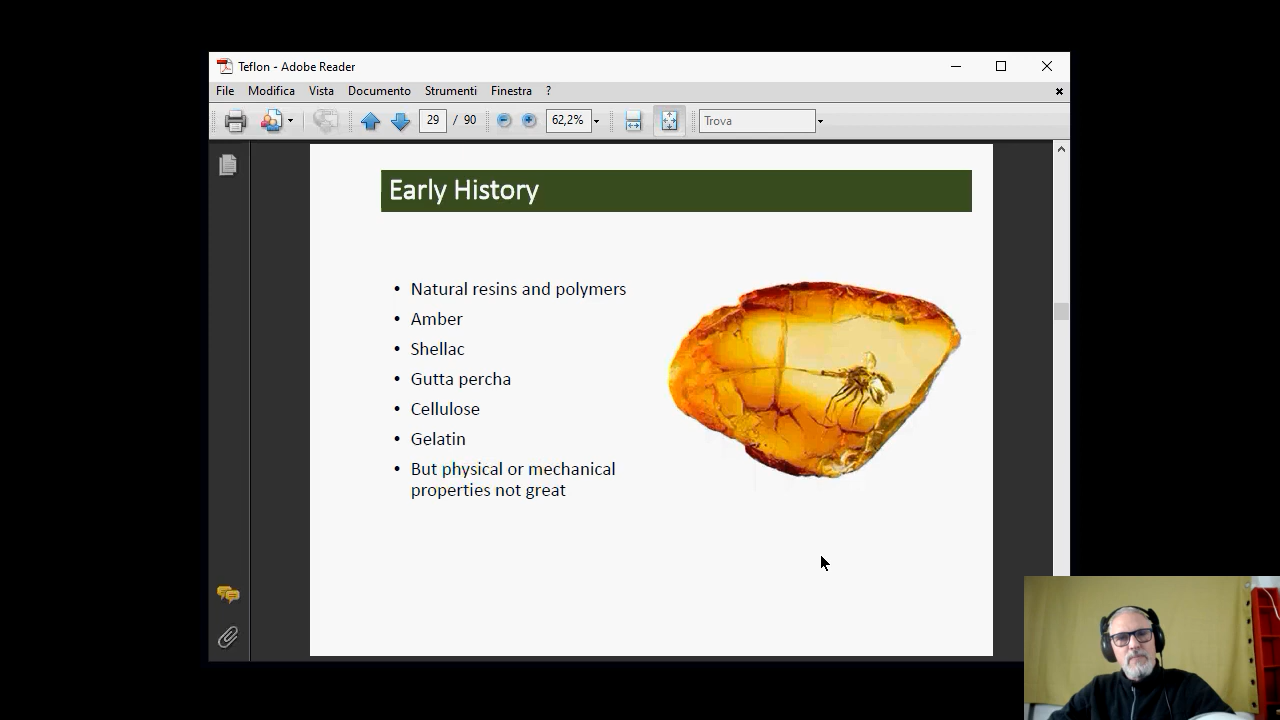 Teflon - Adobe Reader
File Modifica Vista Documento Strumenti Finestra ?
29 / 90 62,2% Trova
Early History
• Natural resins and polymers
• Amber
• Shellac
• Gutta percha
• Cellulose
• Gelatin
• But physical or mechanical
properties not great